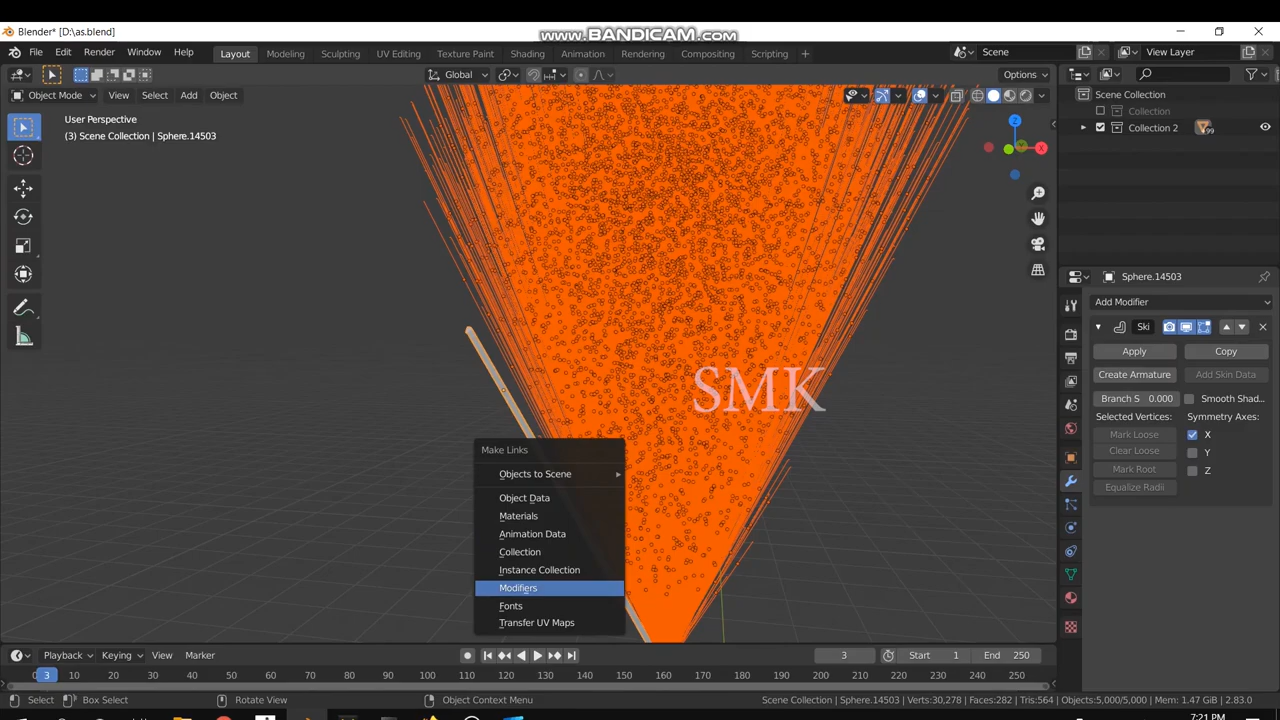 Blender* [D:\as.blend]
www.BANDICAM.com
File Edit Render Window Help
Layout Modeling Sculpting UV Editing Texture Paint Shading Animation Rendering Compositing Scripting +
Scene
View Layer
Global
Options
Object Mode View Select Add Object
User Perspective
(3) Scene Collection | Sphere.14503
Z
X
Scene Collection
Collection
Collection 2
99
Sphere.14503
Add Modifier
Ski
Apply Copy
Create Armature Add Skin Data
Branch S 0.000 Smooth Shad...
Selected Vertices: Symmetry Axes:
Mark Loose X
Clear Loose Y
Mark Root Z
Equalize Radii
SMK
Make Links
Objects to Scene
Object Data
Materials
Animation Data
Collection
Instance Collection
Modifiers
Fonts
Transfer UV Maps
Playback Keying View Marker
3 Start 1 End 250
0 3 10 20 30 40 50 60 70 80 90 100 110 120 130 140 150 160 170 180 190 200 210 220 230 240 250
Select Box Select Rotate View Object Context Menu
Scene Collection | Sphere.14503 | Verts:30,278 | Faces:282 | Tris:564 | Objects:5,000/5,000 | Mem: 1.47 GiB | 2.83.0
7:21 PM